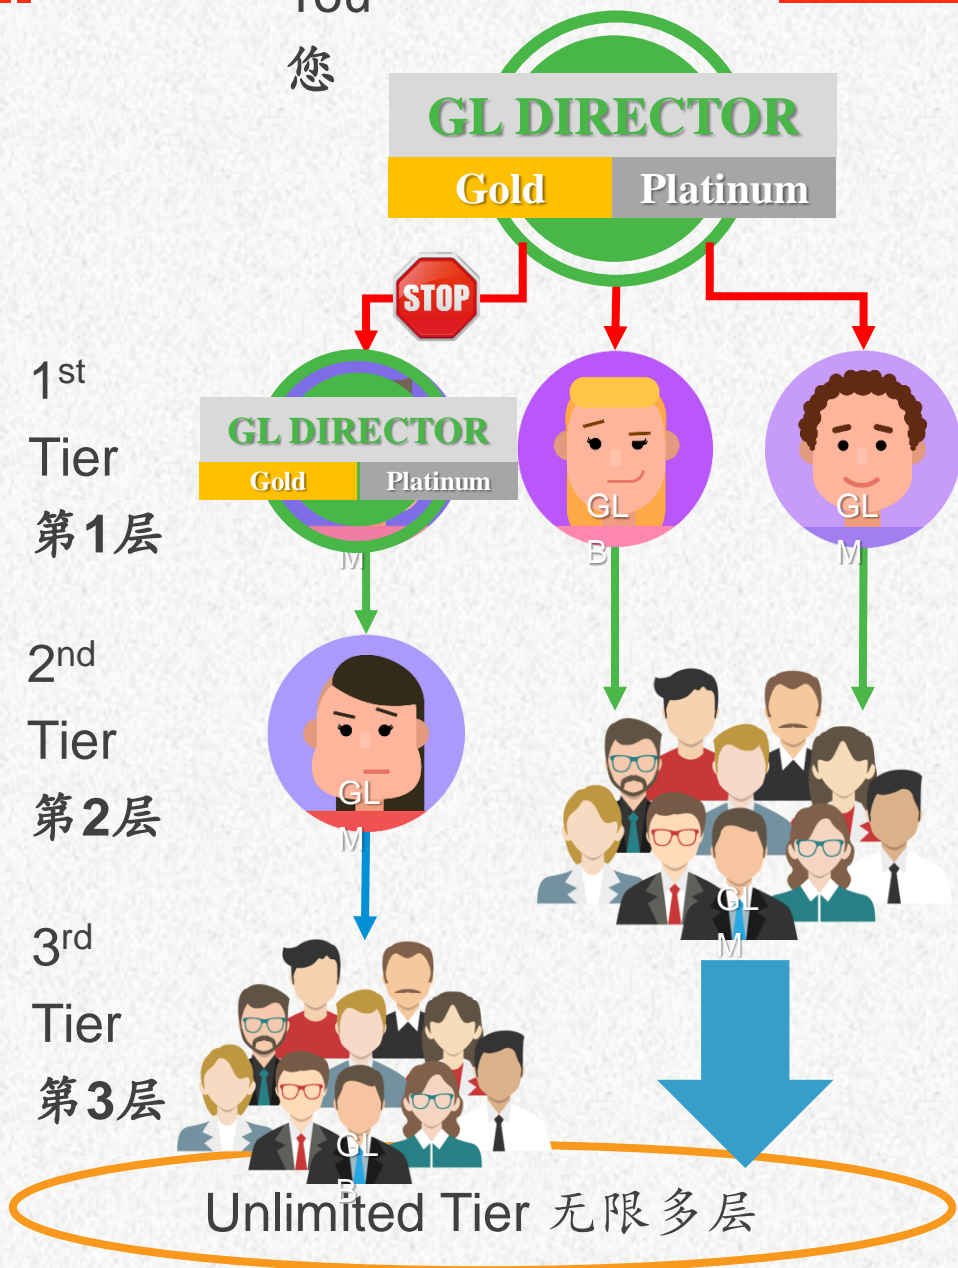 You
您
GL DIRECTOR
Gold Platinum
STOP
1st
Tier
第1层
GL DIRECTOR
Gold Platinum
M
GL
B
GL
M
2nd
Tier
第2层
GL
M
GL
M
3rd
Tier
第3层
GL
B
Unlimited Tier 无限多层